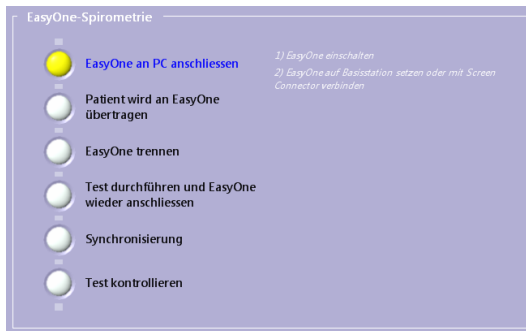 EasyOne-Spirometrie
EasyOne an PC anschliessen
1) EasyOne einschalten
2) EasyOne auf Basisstation setzen oder mit Screen
Connector verbinden
Patient wird an EasyOne
übertragen
EasyOne trennen
Test durchführen und EasyOne
wieder anschliessen
Synchronisierung
Test kontrollieren